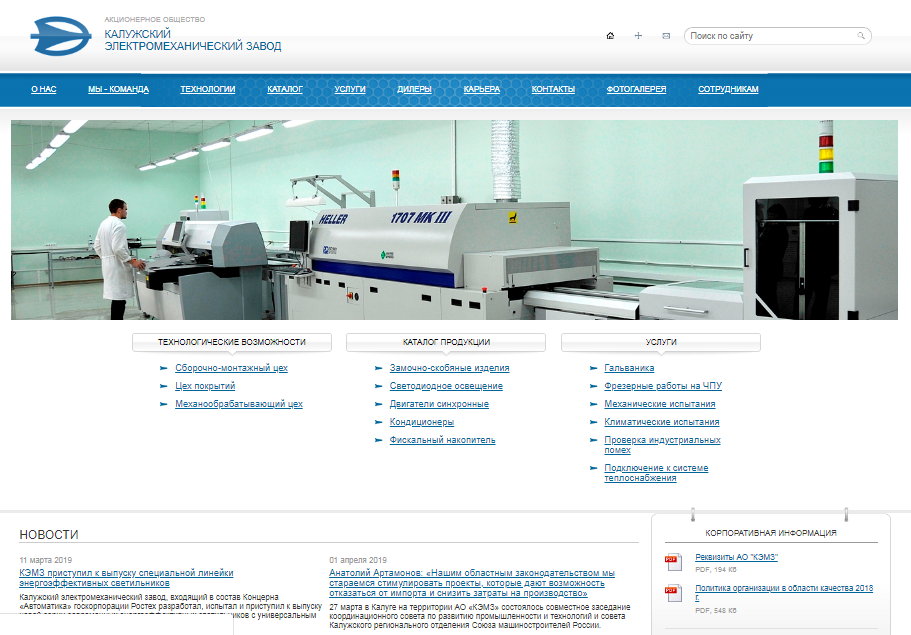 АКЦИОНЕРНОЕ ОБЩЕСТВО
КАЛУЖСКИЙ
ЭЛЕКТРОМЕХАНИЧЕСКИЙ ЗАВОД
Поиск по сайту
О НАС МЫ - КОМАНДА ТЕХНОЛОГИИ КАТАЛОГ УСЛУГИ ДИЛЕРЫ КАРЬЕРА КОНТАКТЫ ФОТОГАЛЕРЕЯ СОТРУДНИКАМ
HELLER 1707 MK III
ТЕХНОЛОГИЧЕСКИЕ ВОЗМОЖНОСТИ
Сборочно-монтажный цех
Цех покрытий
Механообрабатывающий цех
КАТАЛОГ ПРОДУКЦИИ
Замочно-скобяные изделия
Светодиодное освещение
Двигатели синхронные
Кондиционеры
Фискальный накопитель
УСЛУГИ
Гальваника
Фрезерные работы на ЧПУ
Механические испытания
Климатические испытания
Проверка индустриальных
помех
Подключение к системе
теплоснабжения
НОВОСТИ
11 марта 2019
КЭМЗ приступил к выпуску специальной линейки
энергоэффективных светильников
Калужский электромеханический завод, входящий в состав Концерна
«Автоматика» госкорпорации Ростех разработал, испытал и приступил к выпуску
с универсальным
01 апреля 2019
Анатолий Артамонов: «Нашим областным законодательством мы
стараемся стимулировать проекты, которые дают возможность
отказаться от импорта и снизить затраты на производство»
27 марта в Калуге на территории АО «КЭМЗ» состоялось совместное заседание
координационного совета по развитию промышленности и технологий и совета
Калужского регионального отделения Союза машиностроителей России.
КОРПОРАТИВНАЯ ИНФОРМАЦИЯ
PDF
Реквизиты АО "КЭМЗ"
PDF, 194 Кб
PDF
Политика организации в области качества 2018
г.
PDF, 548 Кб